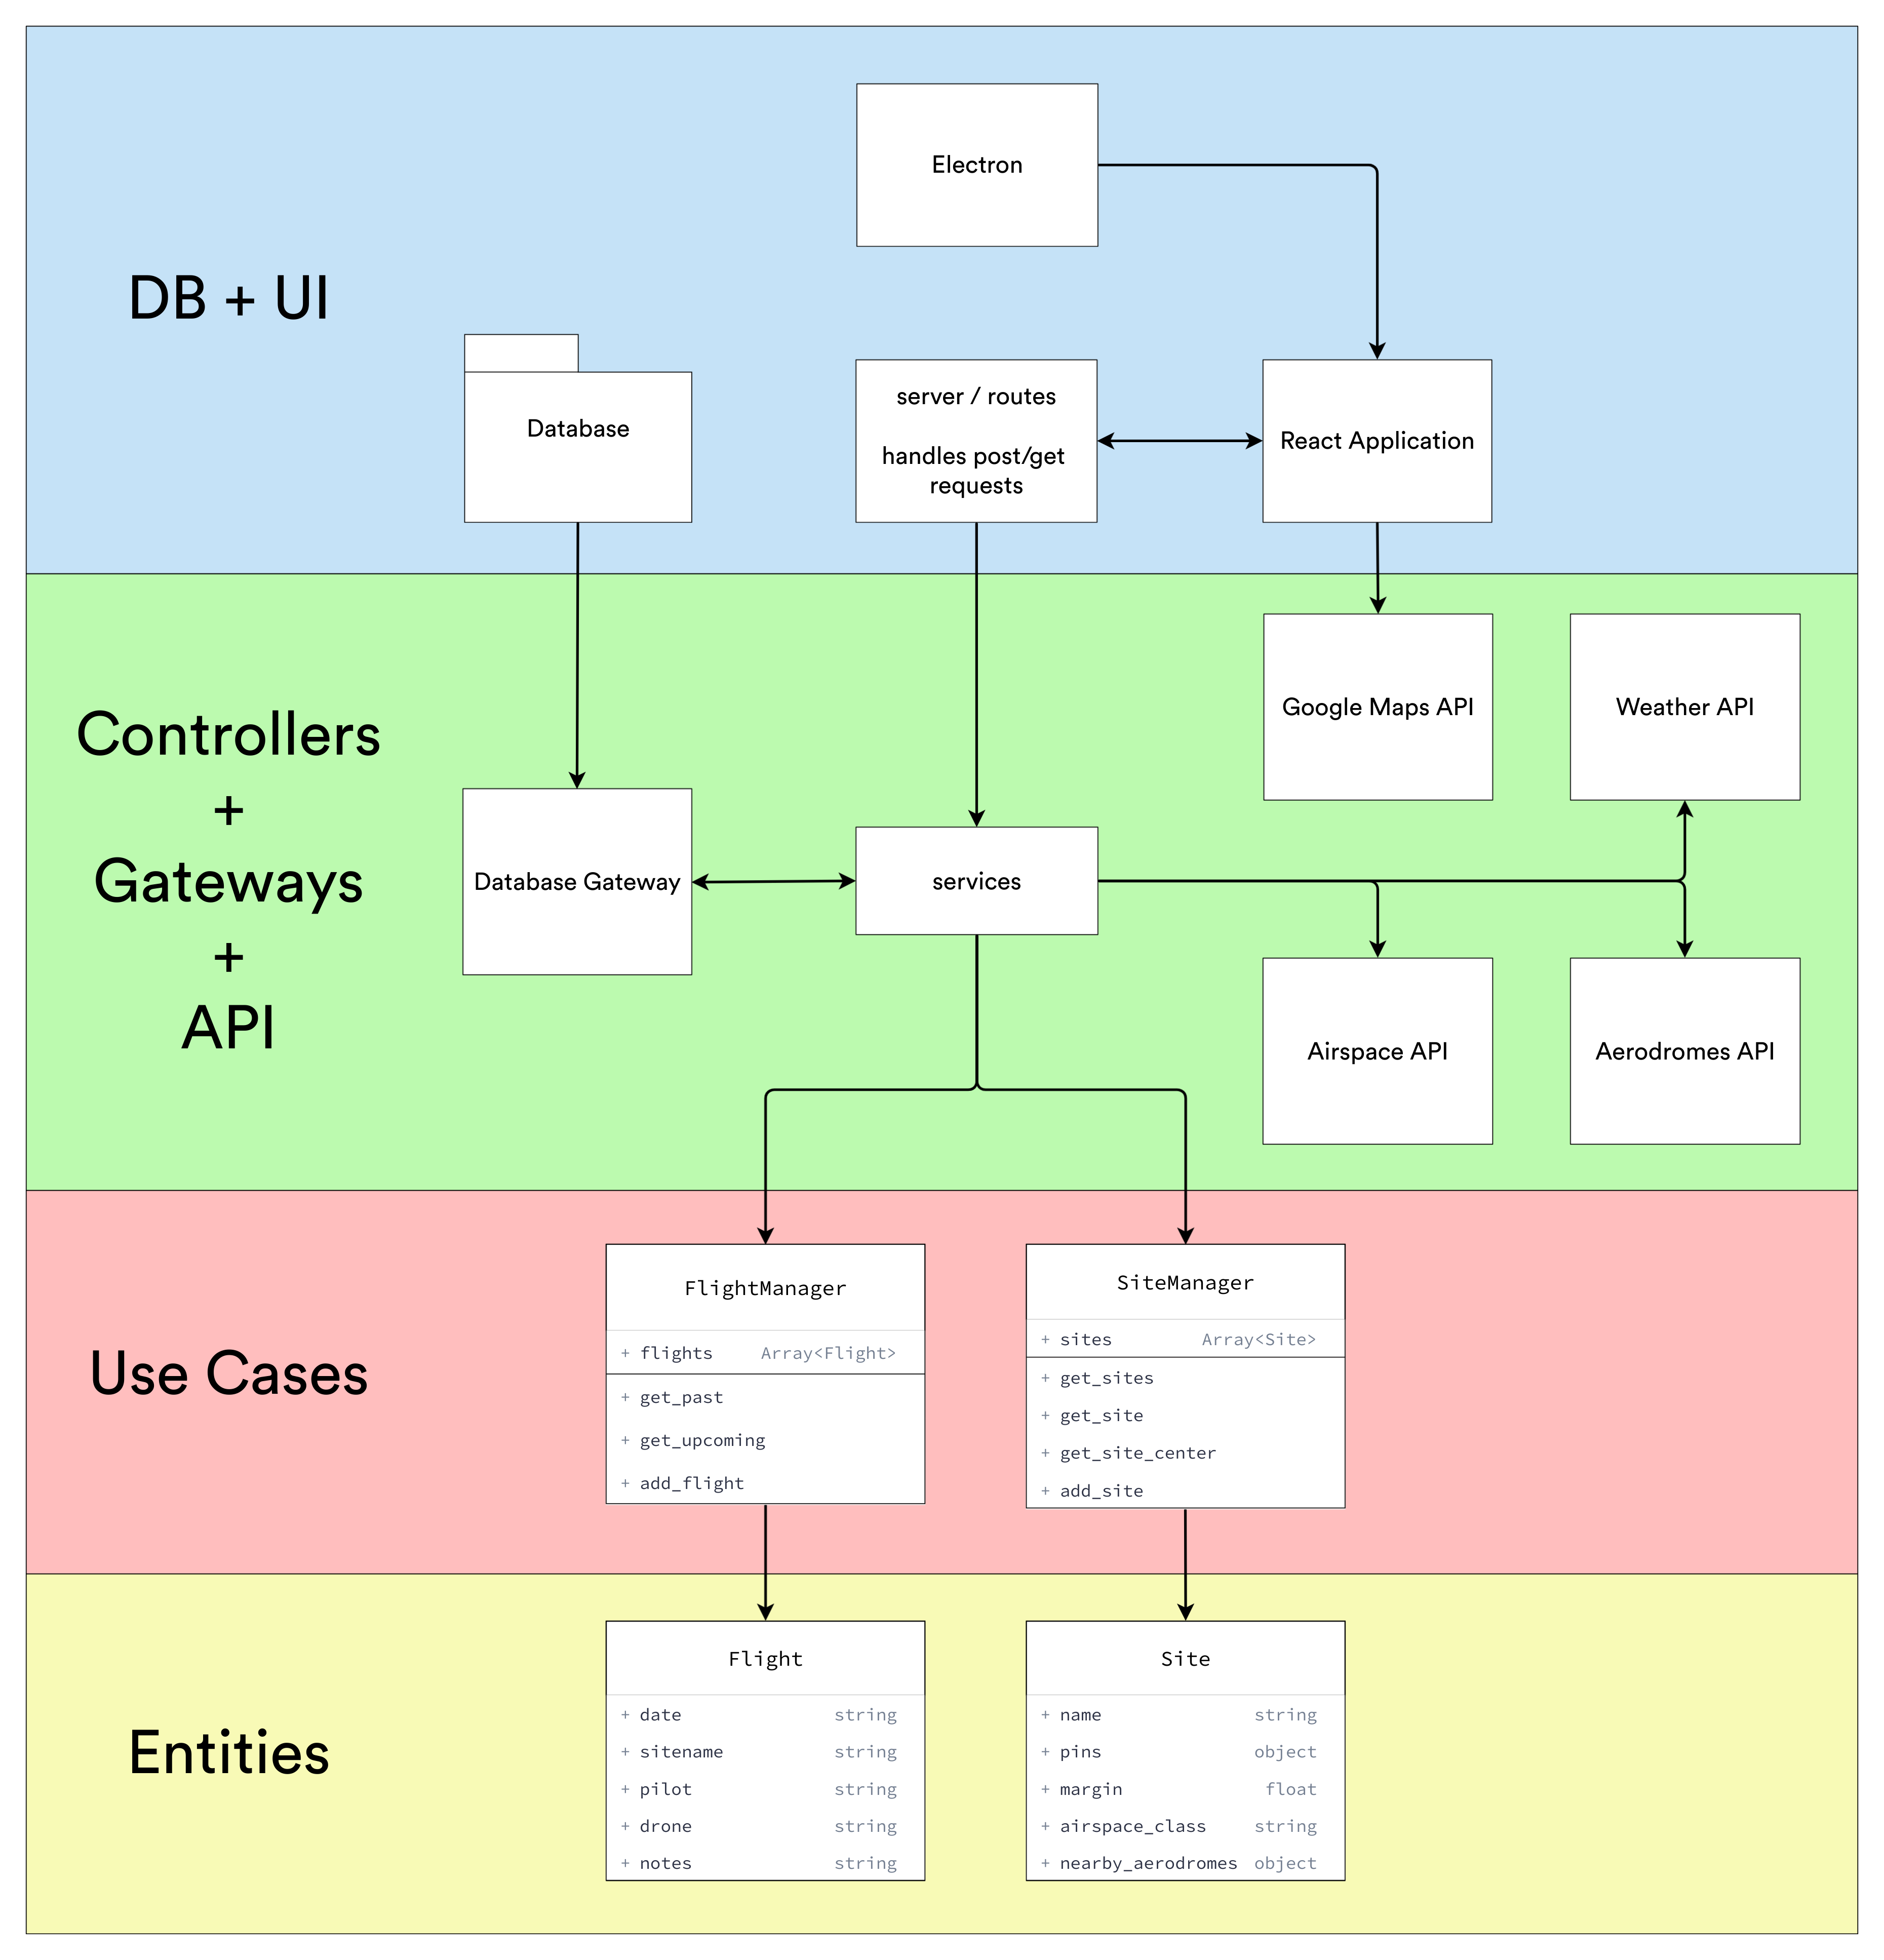 DB + UI
Electron
Database
server / routes
handles post/get
requests
React Application
Controllers
+
Gateways
+
API
Google Maps API
Weather API
Database Gateway
services
Airspace API
Aerodromes API
Use Cases
FlightManager
+ flights Array<Flight>
+ get_past
+ get_upcoming
+ add_flight
SiteManager
+ sites Array<Site>
+ get_sites
+ get_site
+ get_site_center
+ add_site
Entities
Flight
+ date string
+ sitename string
+ pilot string
+ drone string
+ notes string
Site
+ name string
+ pins object
+ margin float
+ airspace_class string
+ nearby_aerodromes object